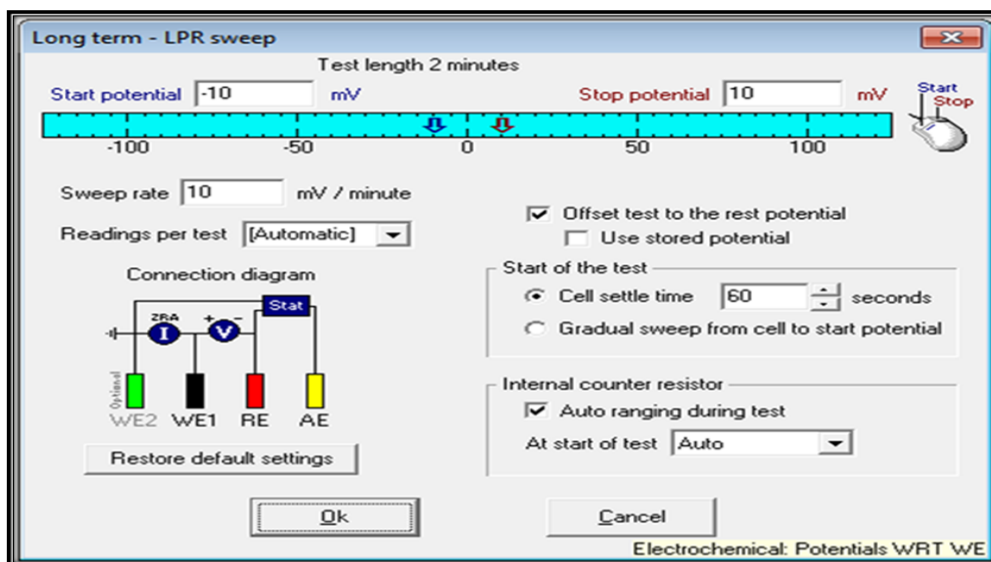 Long term - LPR sweep
Test length 2 minutes
Start potential -10 mV Stop potential 10 mV
Start
Stop
-100 -50 0 50 100
Sweep rate 10 mV / minute
Offset test to the rest potential
Readings per test [Automatic]
Use stored potential
Connection diagram
Start of the test
Cell settle time 60 seconds
Gradual sweep from cell to start potential
Stat
ZRA + -
I V
Optional
WE2 WE1 RE AE
Internal counter resistor
Auto ranging during test
At start of test Auto
Restore default settings
Ok Cancel
Electrochemical: Potentials WRT WE